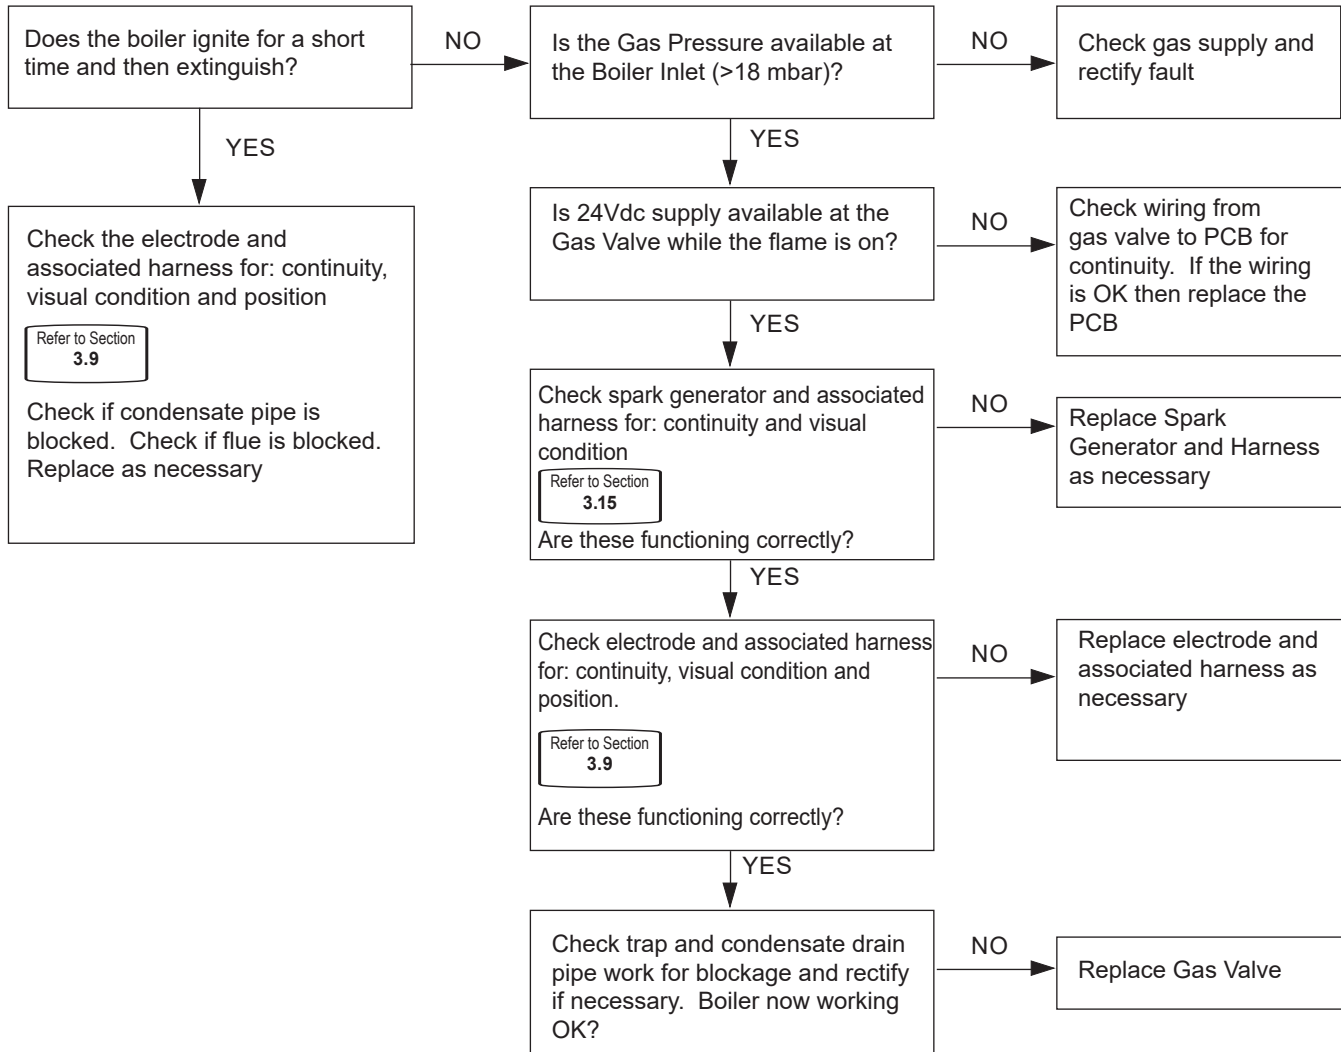 Does the boiler ignite for a short
time and then extinguish?
NO
Is the Gas Pressure available at
the Boiler Inlet (>18 mbar)?
NO
Check gas supply and
rectify fault
YES
YES
Check the electrode and
associated harness for: continuity,
visual condition and position
Refer to Section
3.9
Check if condensate pipe is
blocked.  Check if flue is blocked.
Replace as necessary
Is 24Vdc supply available at the
Gas Valve while the flame is on?
NO
Check wiring from
gas valve to PCB for
continuity.  If the wiring
is OK then replace the
PCB
YES
Check spark generator and associated
harness for: continuity and visual
condition
Refer to Section
3.15
Are these functioning correctly?
NO
Replace Spark
Generator and Harness
as necessary
YES
Check electrode and associated harness
for: continuity, visual condition and
position.
Refer to Section
3.9
Are these functioning correctly?
NO
Replace electrode and
associated harness as
necessary
YES
Check trap and condensate drain
pipe work for blockage and rectify
if necessary.  Boiler now working
OK?
NO
Replace Gas Valve